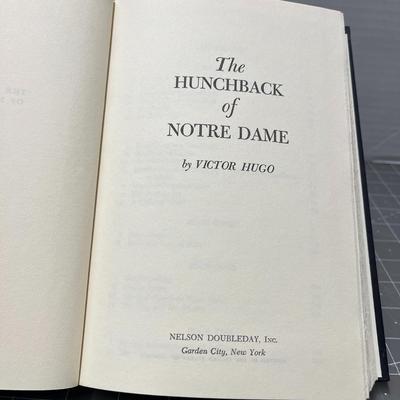 The
HUNCHBACK
of
NOTRE DAME
by VICTOR HUGO
NELSON DOUBLEDAY, Inc.
Garden City, New York